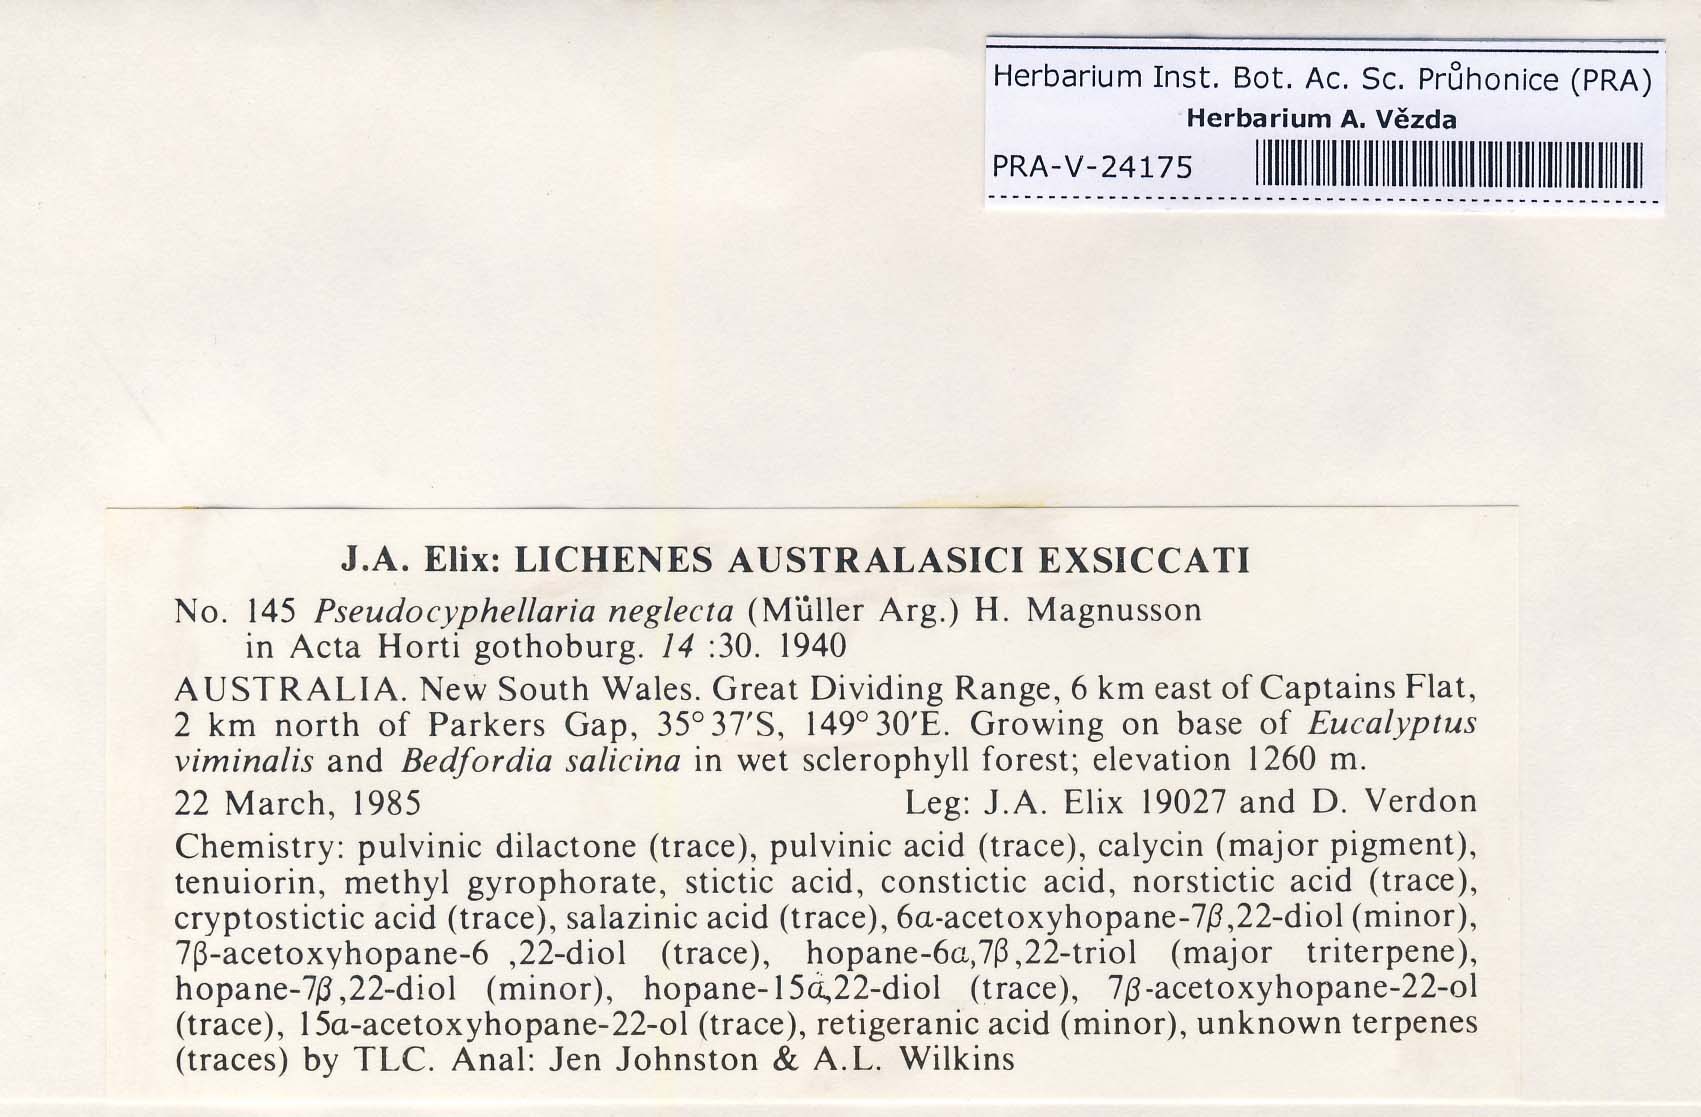 Herbarium Inst. Bot. Ac. Sc. Průhonice (PRA)
Herbarium A. Vězda
PRA-V-24175
J.A. Elix: LICHENES AUSTRALASICI EXSICCATI
No. 145 Pseudocyphellaria neglecta (Müller Arg.) H. Magnusson
in Acta Horti gothoburg. 14 :30. 1940
AUSTRALIA. New South Wales. Great Dividing Range, 6 km east of Captains Flat,
2 km north of Parkers Gap, 35°37'S, 149°30'E. Growing on base of Eucalyptus
viminalis and Bedfordia salicina in wet sclerophyll forest; elevation 1260 m.
22 March, 1985 Leg: J.A. Elix 19027 and D. Verdon
Chemistry: pulvinic dilactone (trace), pulvinic acid (trace), calycin (major pigment),
tenuiorin, methyl gyrophorate, stictic acid, constictic acid, norstictic acid (trace),
cryptostictic acid (trace), salazinic acid (trace), 6α-acetoxyhopane-7β,22-diol (minor),
7β-acetoxyhopane-6 ,22-diol (trace), hopane-6α,7β,22-triol (major triterpene),
hopane-7β,22-diol (minor), hopane-15α,22-diol (trace), 7β-acetoxyhopane-22-ol
(trace), 15α-acetoxyhopane-22-ol (trace), retigeranic acid (minor), unknown terpenes
(traces) by TLC. Anal: Jen Johnston & A.L. Wilkins